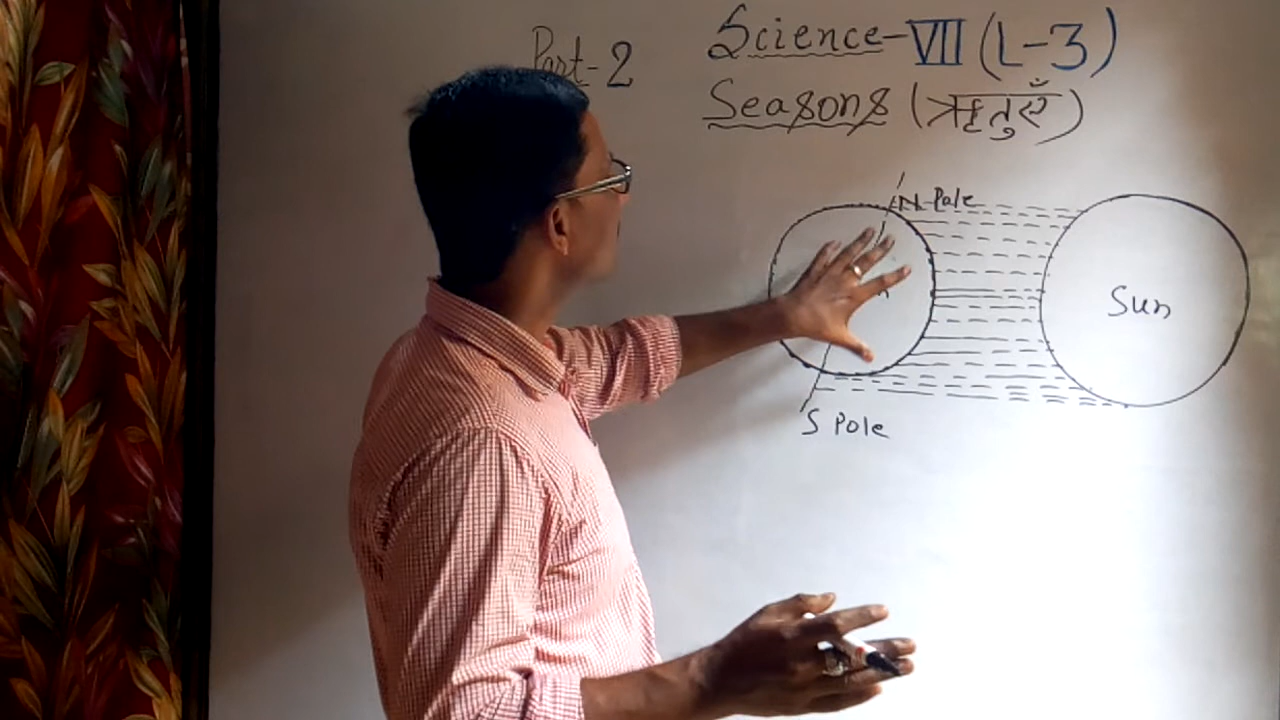 Part-2
Science-VII (L-3)
Seasons (ऋतुएँ)
N-Pole
Sun
S Pole